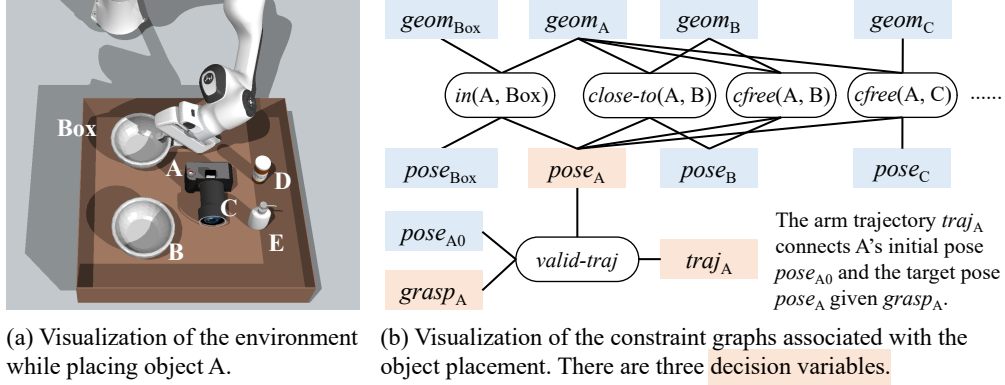 Box
A
B
C
D
E
(a) Visualization of the environment
while placing object A.
geom_Box geom_A geom_B geom_C
in(A, Box) close-to(A, B) cfree(A, B) cfree(A, C) ......
pose_Box pose_A pose_B pose_C
pose_A0
grasp_A
valid-traj
traj_A
The arm trajectory traj_A
connects A's initial pose
pose_A0 and the target pose
pose_A given grasp_A.
(b) Visualization of the constraint graphs associated with the
object placement. There are three decision variables.